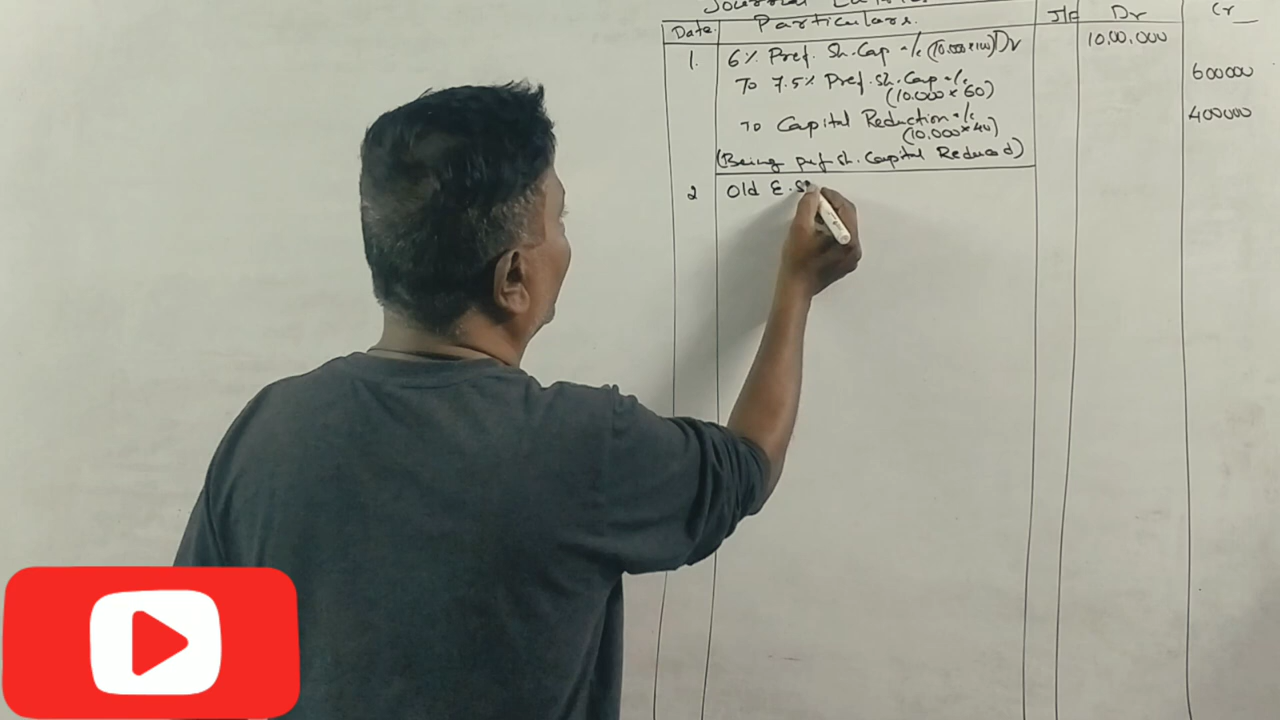 Journal Entries
Date. Particulars. J/F Dr Cr
1. 6% Pref. Sh. Cap a/c (10,000×100) Dr 10,00,000
To 7.5% Pref. sh. Cap a/c 600000
(10.000×60)
To Capital Reduction a/c 400000
(10.000×40)
(Being pref sh. Capital Reduced)
2 Old E.